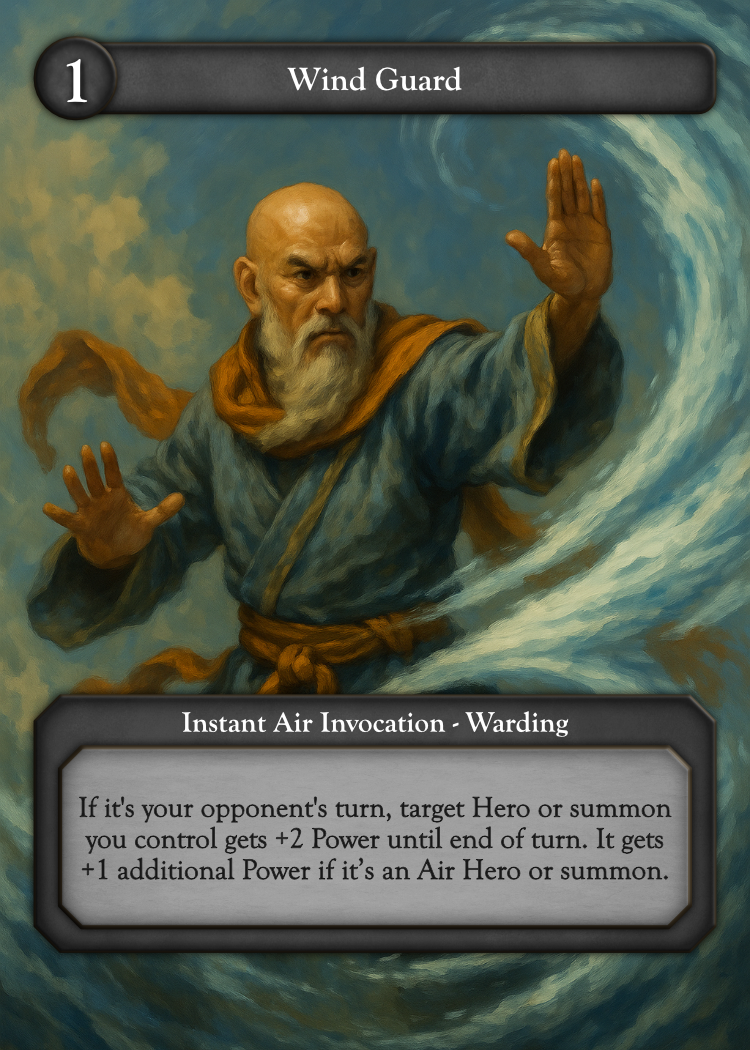 1
Wind Guard
Instant Air Invocation - Warding
If it's your opponent's turn, target Hero or summon
you control gets +2 Power until end of turn. It gets
+1 additional Power if it’s an Air Hero or summon.